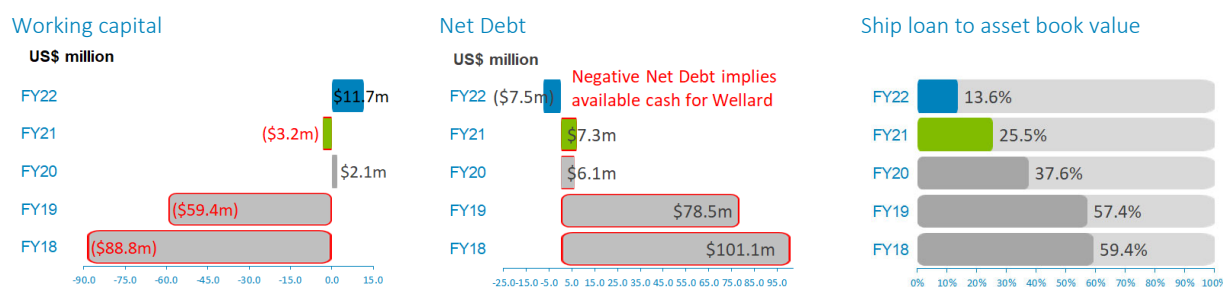 Working capital
US$ million
FY22 $11.7m
FY21 ($3.2m)
FY20 $2.1m
FY19 ($59.4m)
FY18 ($88.8m)
-90.0 -75.0 -60.0 -45.0 -30.0 -15.0 0.0 15.0
Net Debt
US$ million
Negative Net Debt implies
available cash for Wellard
FY22 ($7.5m)
FY21 $7.3m
FY20 $6.1m
FY19 $78.5m
FY18 $101.1m
-25.0 -15.0 -5.0 5.0 15.0 25.0 35.0 45.0 55.0 65.0 75.0 85.0 95.0
Ship loan to asset book value
FY22 13.6%
FY21 25.5%
FY20 37.6%
FY19 57.4%
FY18 59.4%
0% 10% 20% 30% 40% 50% 60% 70% 80% 90% 100%